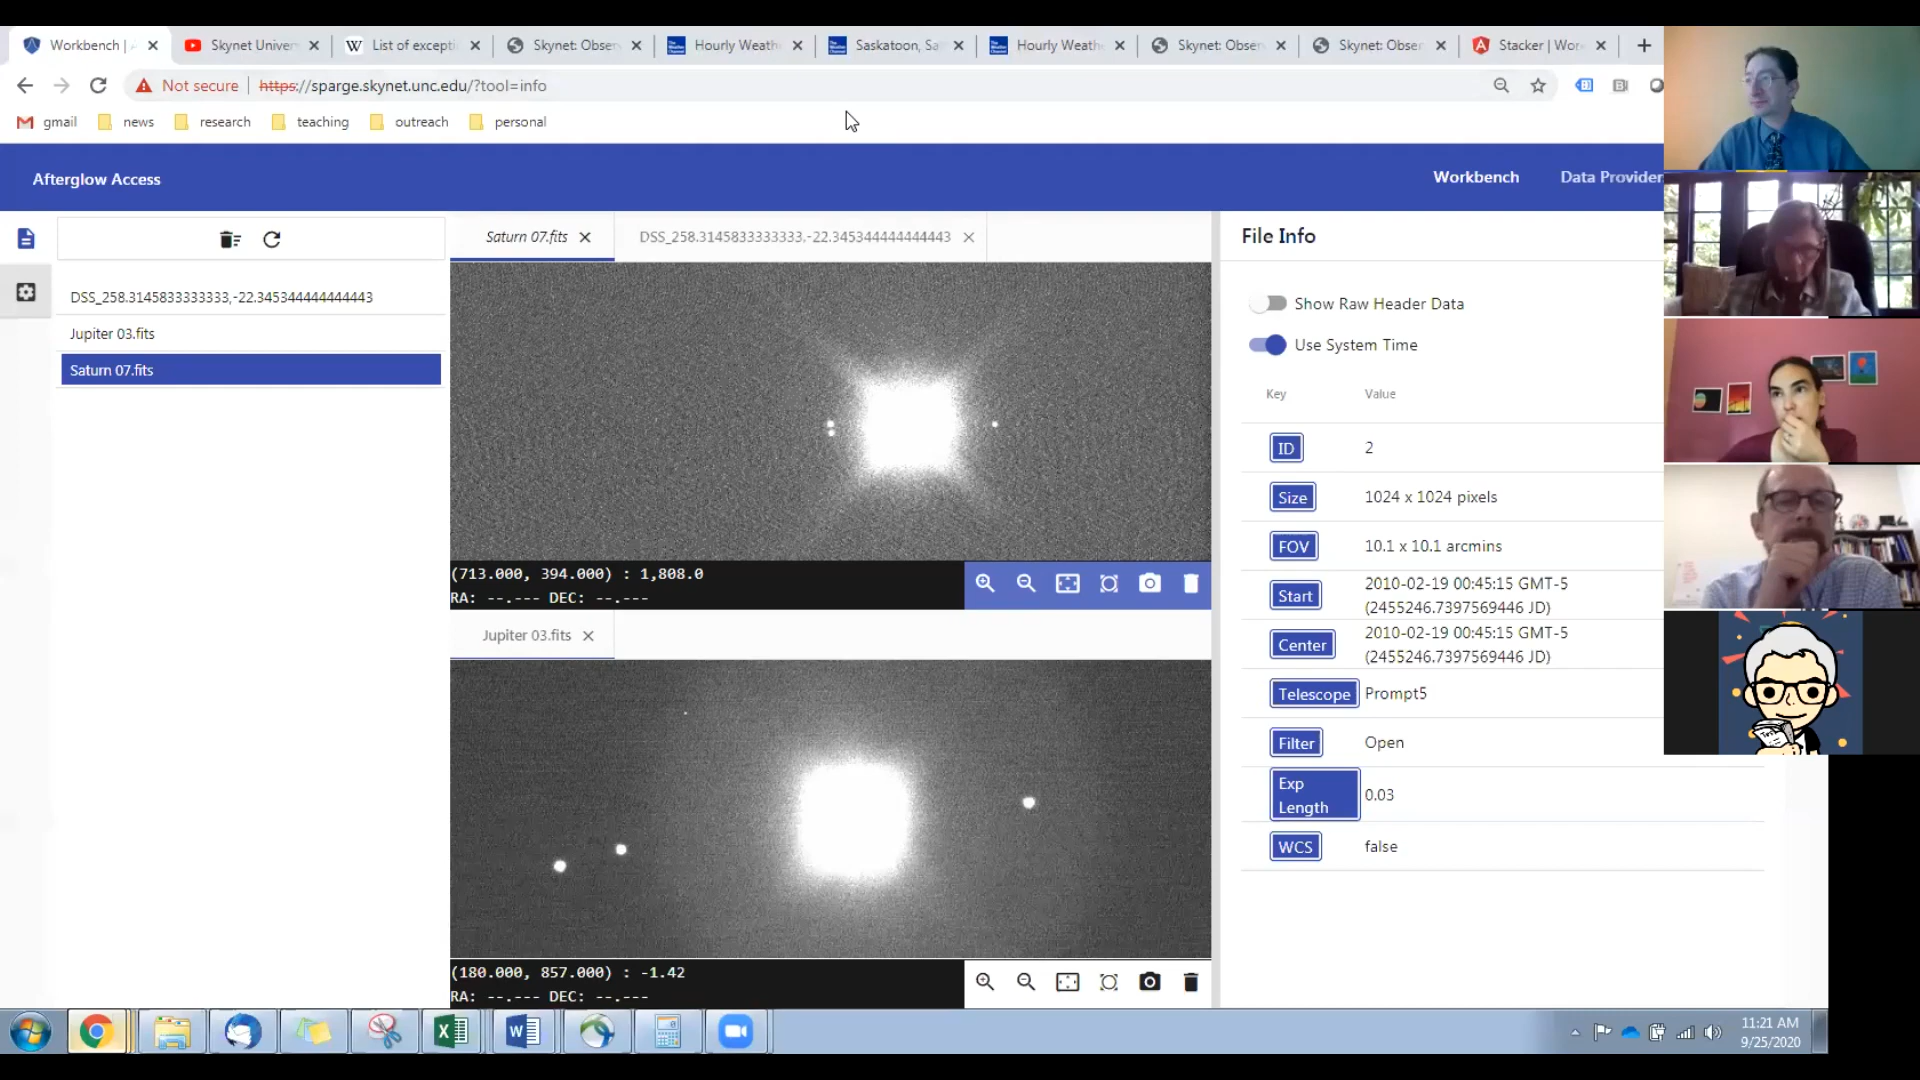 Workbench |
Skynet Univer
List of excepti
Skynet: Obser
Hourly Weath
Saskatoon, Sa
Hourly Weath
Skynet: Obser
Skynet: Obser
Stacker | Wor
Not secure | https://sparge.skynet.unc.edu/?tool=info
gmail news research teaching outreach personal
Afterglow Access
Workbench Data Provider
DSS_258.3145833333333,-22.345344444444443
Jupiter 03.fits
Saturn 07.fits
Saturn 07.fits
DSS_258.3145833333333,-22.345344444444443
(713.000, 394.000) : 1,808.0
RA: --.--- DEC: --.---
Jupiter 03.fits
(180.000, 857.000) : -1.42
RA: --.--- DEC: --.---
File Info
Show Raw Header Data
Use System Time
Key Value
ID 2
Size 1024 x 1024 pixels
FOV 10.1 x 10.1 arcmins
Start 2010-02-19 00:45:15 GMT-5
(2455246.7397569446 JD)
Center 2010-02-19 00:45:15 GMT-5
(2455246.7397569446 JD)
Telescope Prompt5
Filter Open
Exp
Length 0.03
WCS false
11:21 AM
9/25/2020